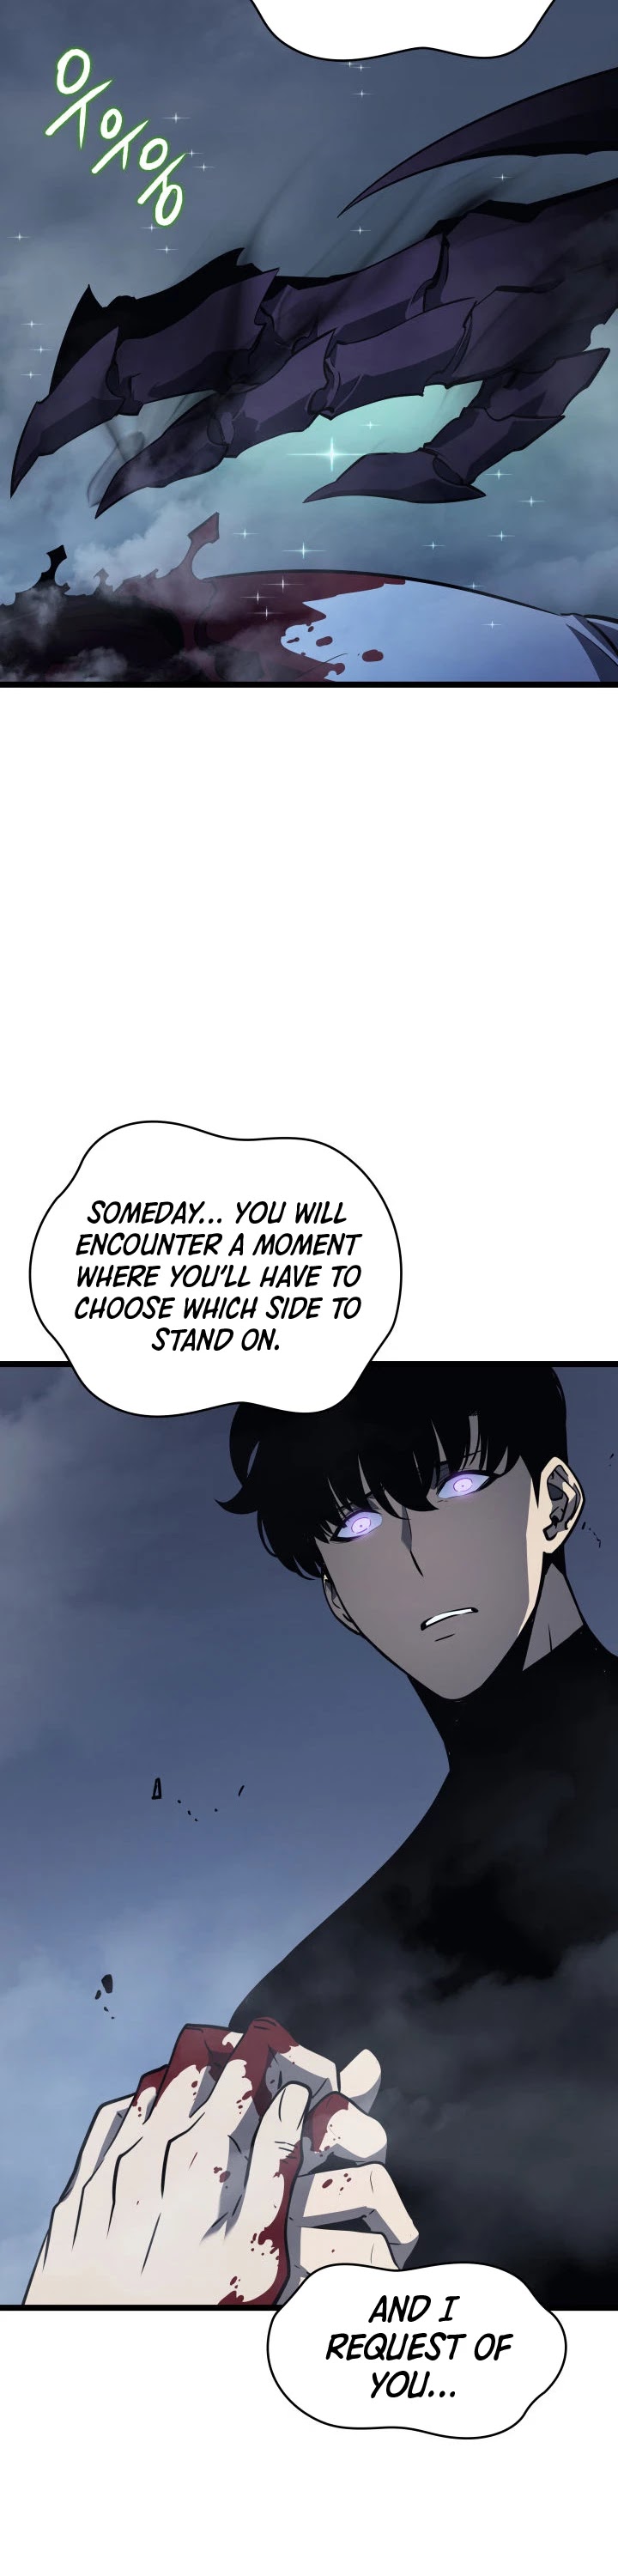 우우웅
SOMEDAY... YOU WILL
ENCOUNTER A MOMENT
WHERE YOU'LL HAVE TO
CHOOSE WHICH SIDE TO
STAND ON.
AND I
REQUEST OF
YOU...